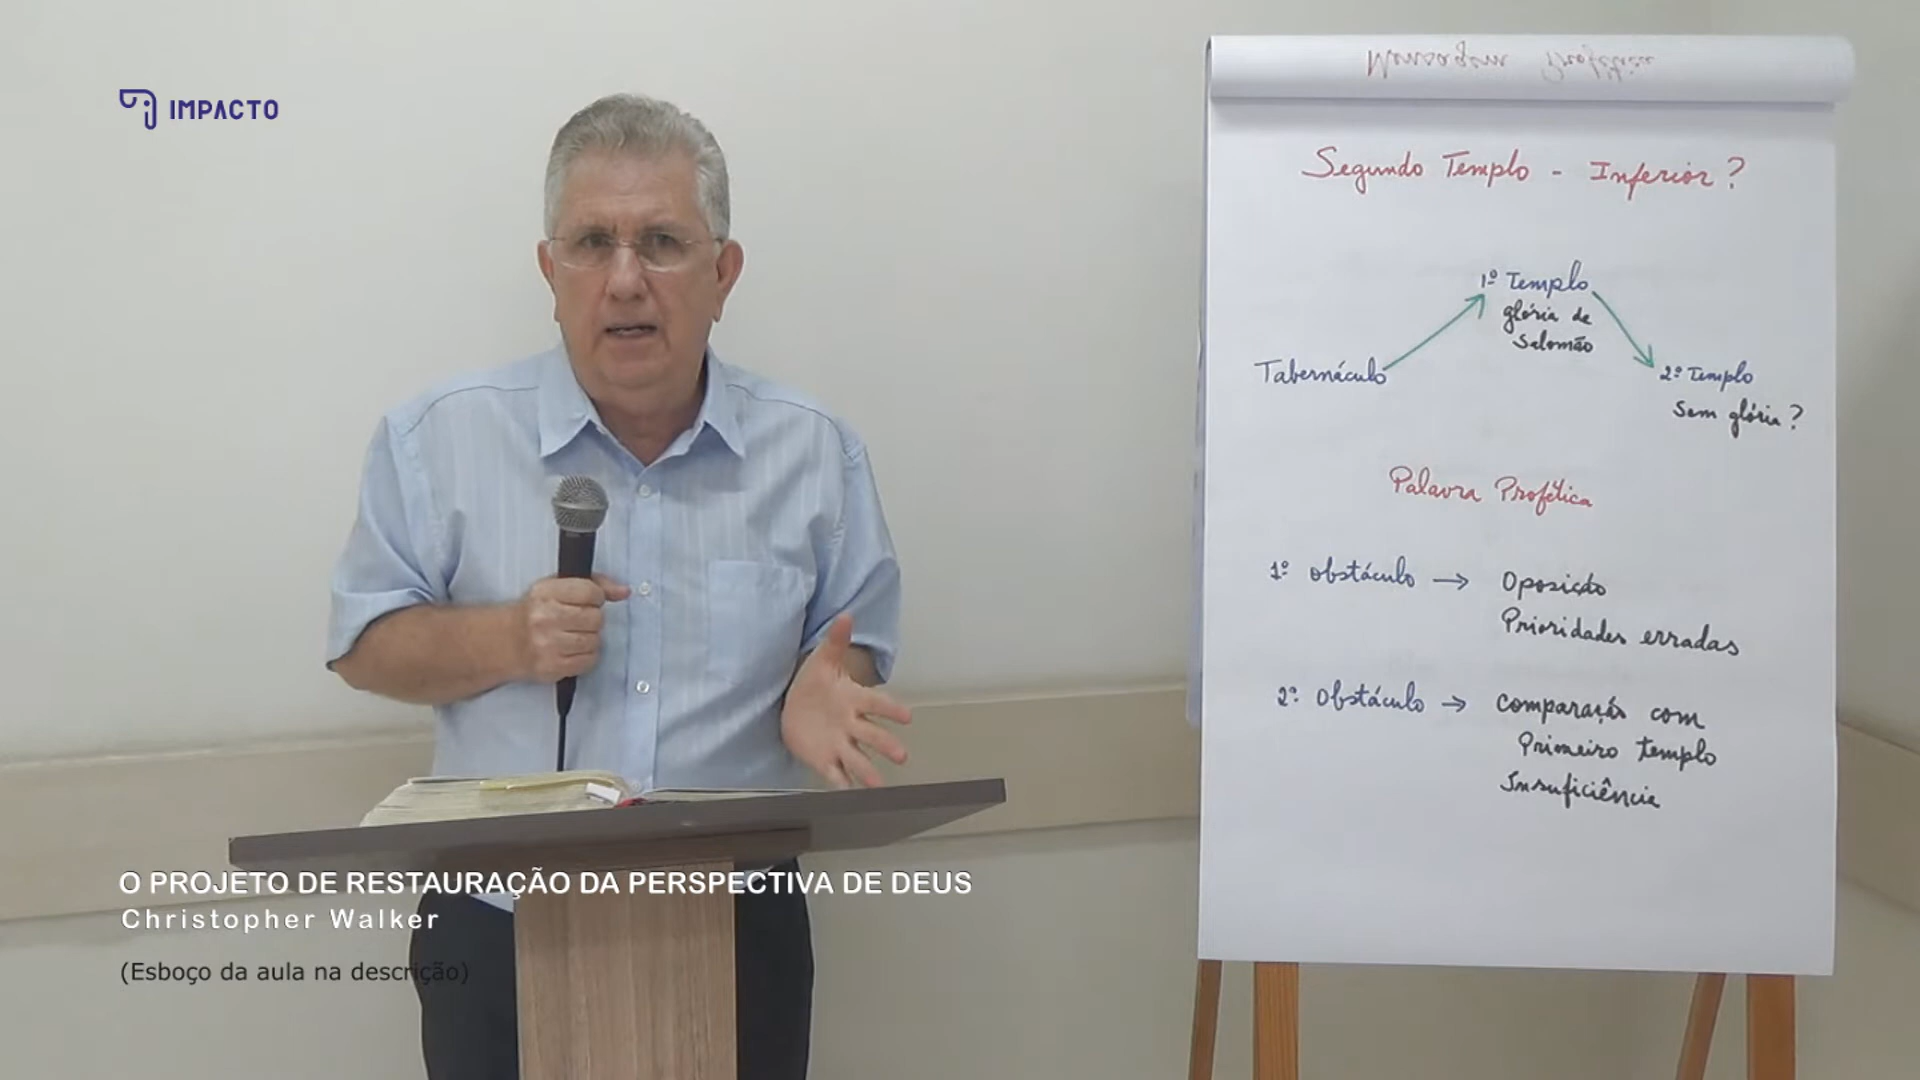 IMPACTO
Mensagem Profética
Segundo Templo - Inferior?
1º Templo
glória de
Salomão
Tabernáculo
2º Templo
Sem glória?
Palavra Profética
1º obstáculo → Oposição
Prioridades erradas
2º Obstáculo → Comparação com
Primeiro templo
Insuficiência
O PROJETO DE RESTAURAÇÃO DA PERSPECTIVA DE DEUS
Christopher Walker
(Esboço da aula na descrição)